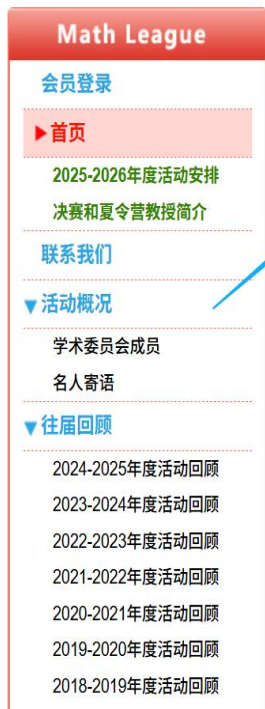 Math League
会员登录
首页
2025-2026年度活动安排
决赛和夏令营教授简介
联系我们
活动概况
学术委员会成员
名人寄语
往届回顾
2024-2025年度活动回顾
2023-2024年度活动回顾
2022-2023年度活动回顾
2021-2022年度活动回顾
2020-2021年度活动回顾
2019-2020年度活动回顾
2018-2019年度活动回顾